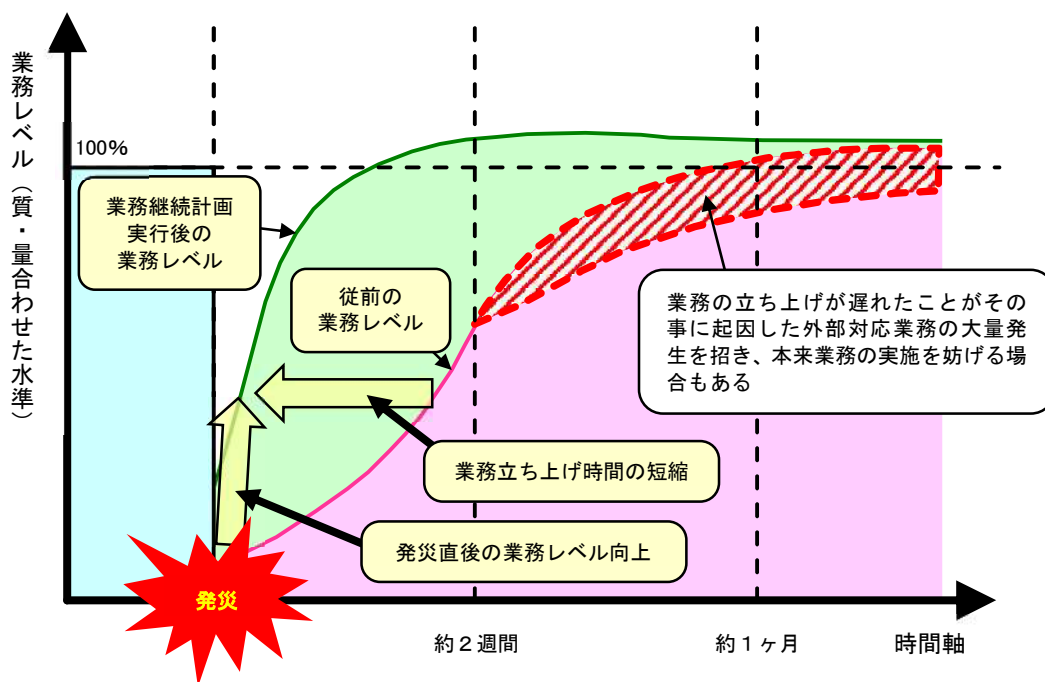 業務レベル（質・量合わせた水準）
100%
業務継続計画
実行後の
業務レベル
従前の
業務レベル
業務の立ち上げが遅れたことがその
事に起因した外部対応業務の大量発
生を招き、本来業務の実施を妨げる場
合もある
業務立ち上げ時間の短縮
発災直後の業務レベル向上
発災
約２週間
約１ヶ月
時間軸